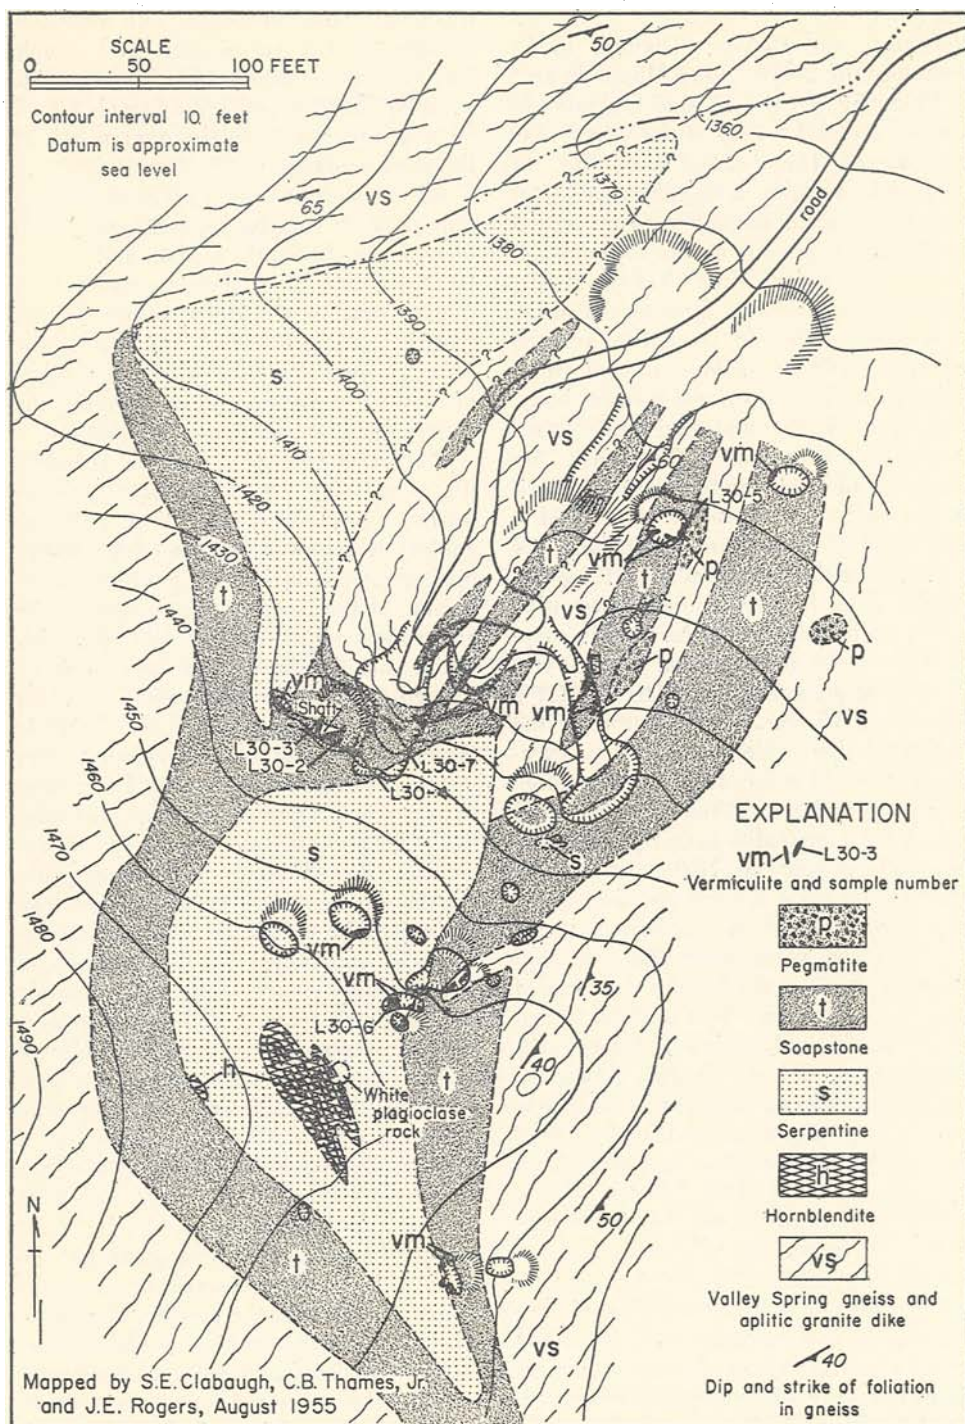 SCALE
0 50 100 FEET
Contour interval 10 feet
Datum is approximate
sea level
50
1360
road
65
vs
1370
1380
1390
s
1400
1410
vs
60
vm
L30-5
1420
vm
p
1430
t
t
t
t
1440
vs
p
p
vm
Shaft
vm
vm
vs
1450
L30-3
L30-2
L30-7
L30-4
1460
s
s
1470
vm
1480
vm
35
L30-6
1490
h
40
t
White
plagioclase
rock
N
50
vm
t
vs
EXPLANATION
vm L30-3
Vermiculite and sample number
p
Pegmatite
t
Soapstone
s
Serpentine
h
Hornblendite
vs
Valley Spring gneiss and
aplitic granite dike
40
Dip and strike of foliation
in gneiss
Mapped by S.E. Clabaugh, C.B. Thames, Jr.
and J.E. Rogers, August 1955